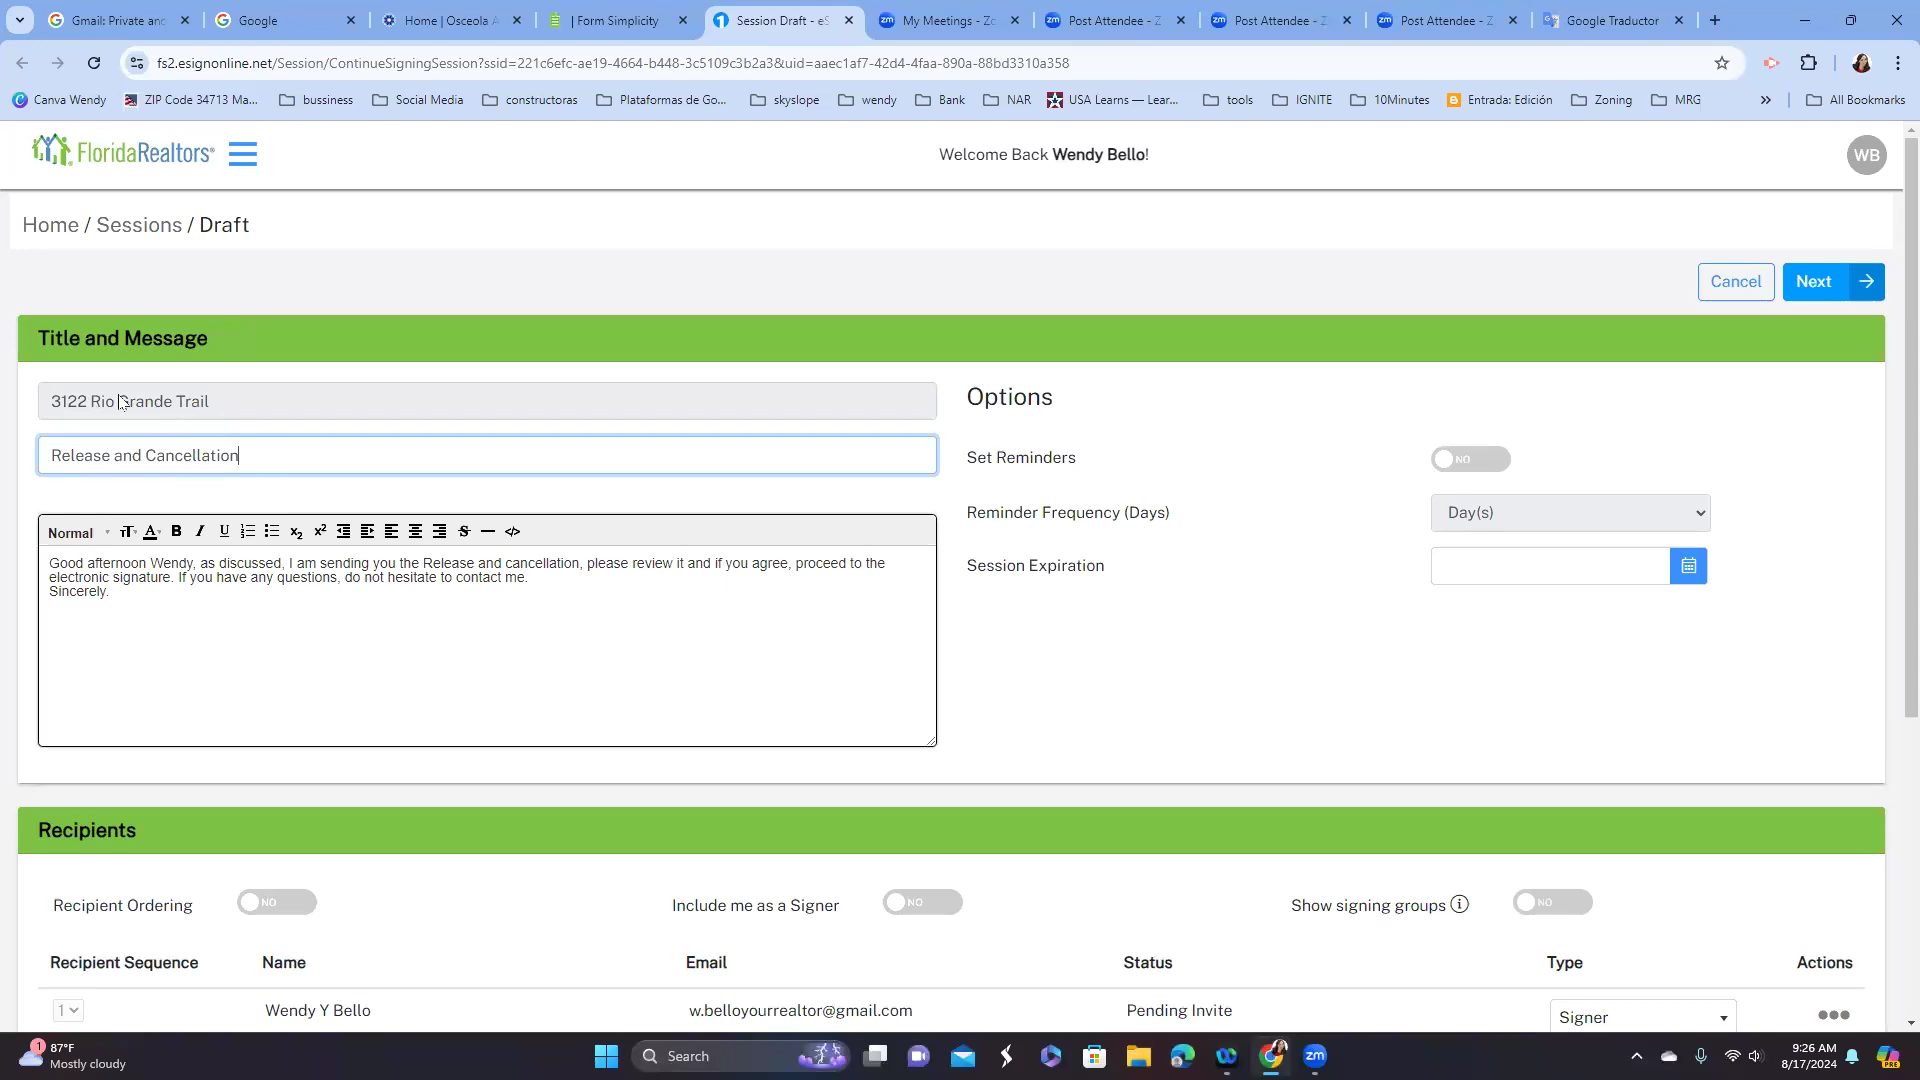 Gmail: Private and
Google
Home | Osceola A
| Form Simplicity
Session Draft - eS
My Meetings - Zo
Post Attendee - Z
Post Attendee - Z
Post Attendee - Z
Google Traductor
fs2.esignonline.net/Session/ContinueSigningSession?ssid=221c6efc-ae19-4664-b448-3c5109c3b2a3&uid=aaec1af7-42d4-4faa-890a-88bd3310a358
Canva Wendy
ZIP Code 34713 Ma...
bussiness
Social Media
constructoras
Plataformas de Go...
skyslope
wendy
Bank
NAR
USA Learns — Lear...
tools
IGNITE
10Minutes
Entrada: Edición
Zoning
MRG
All Bookmarks
FloridaRealtors®
Welcome Back Wendy Bello!
WB
Home / Sessions / Draft
Cancel
Next
Title and Message
3122 Rio Grande Trail
Options
Release and Cancellation
Set Reminders
NO
Normal
Reminder Frequency (Days)
Day(s)
Good afternoon Wendy, as discussed, I am sending you the Release and cancellation, please review it and if you agree, proceed to the
electronic signature. If you have any questions, do not hesitate to contact me.
Sincerely.
Session Expiration
Recipients
Recipient Ordering
NO
Include me as a Signer
NO
Show signing groups
NO
Recipient Sequence
Name
Email
Status
Type
Actions
1
Wendy Y Bello
w.belloyourrealtor@gmail.com
Pending Invite
Signer
1
87°F
Mostly cloudy
Search
9:26 AM
8/17/2024